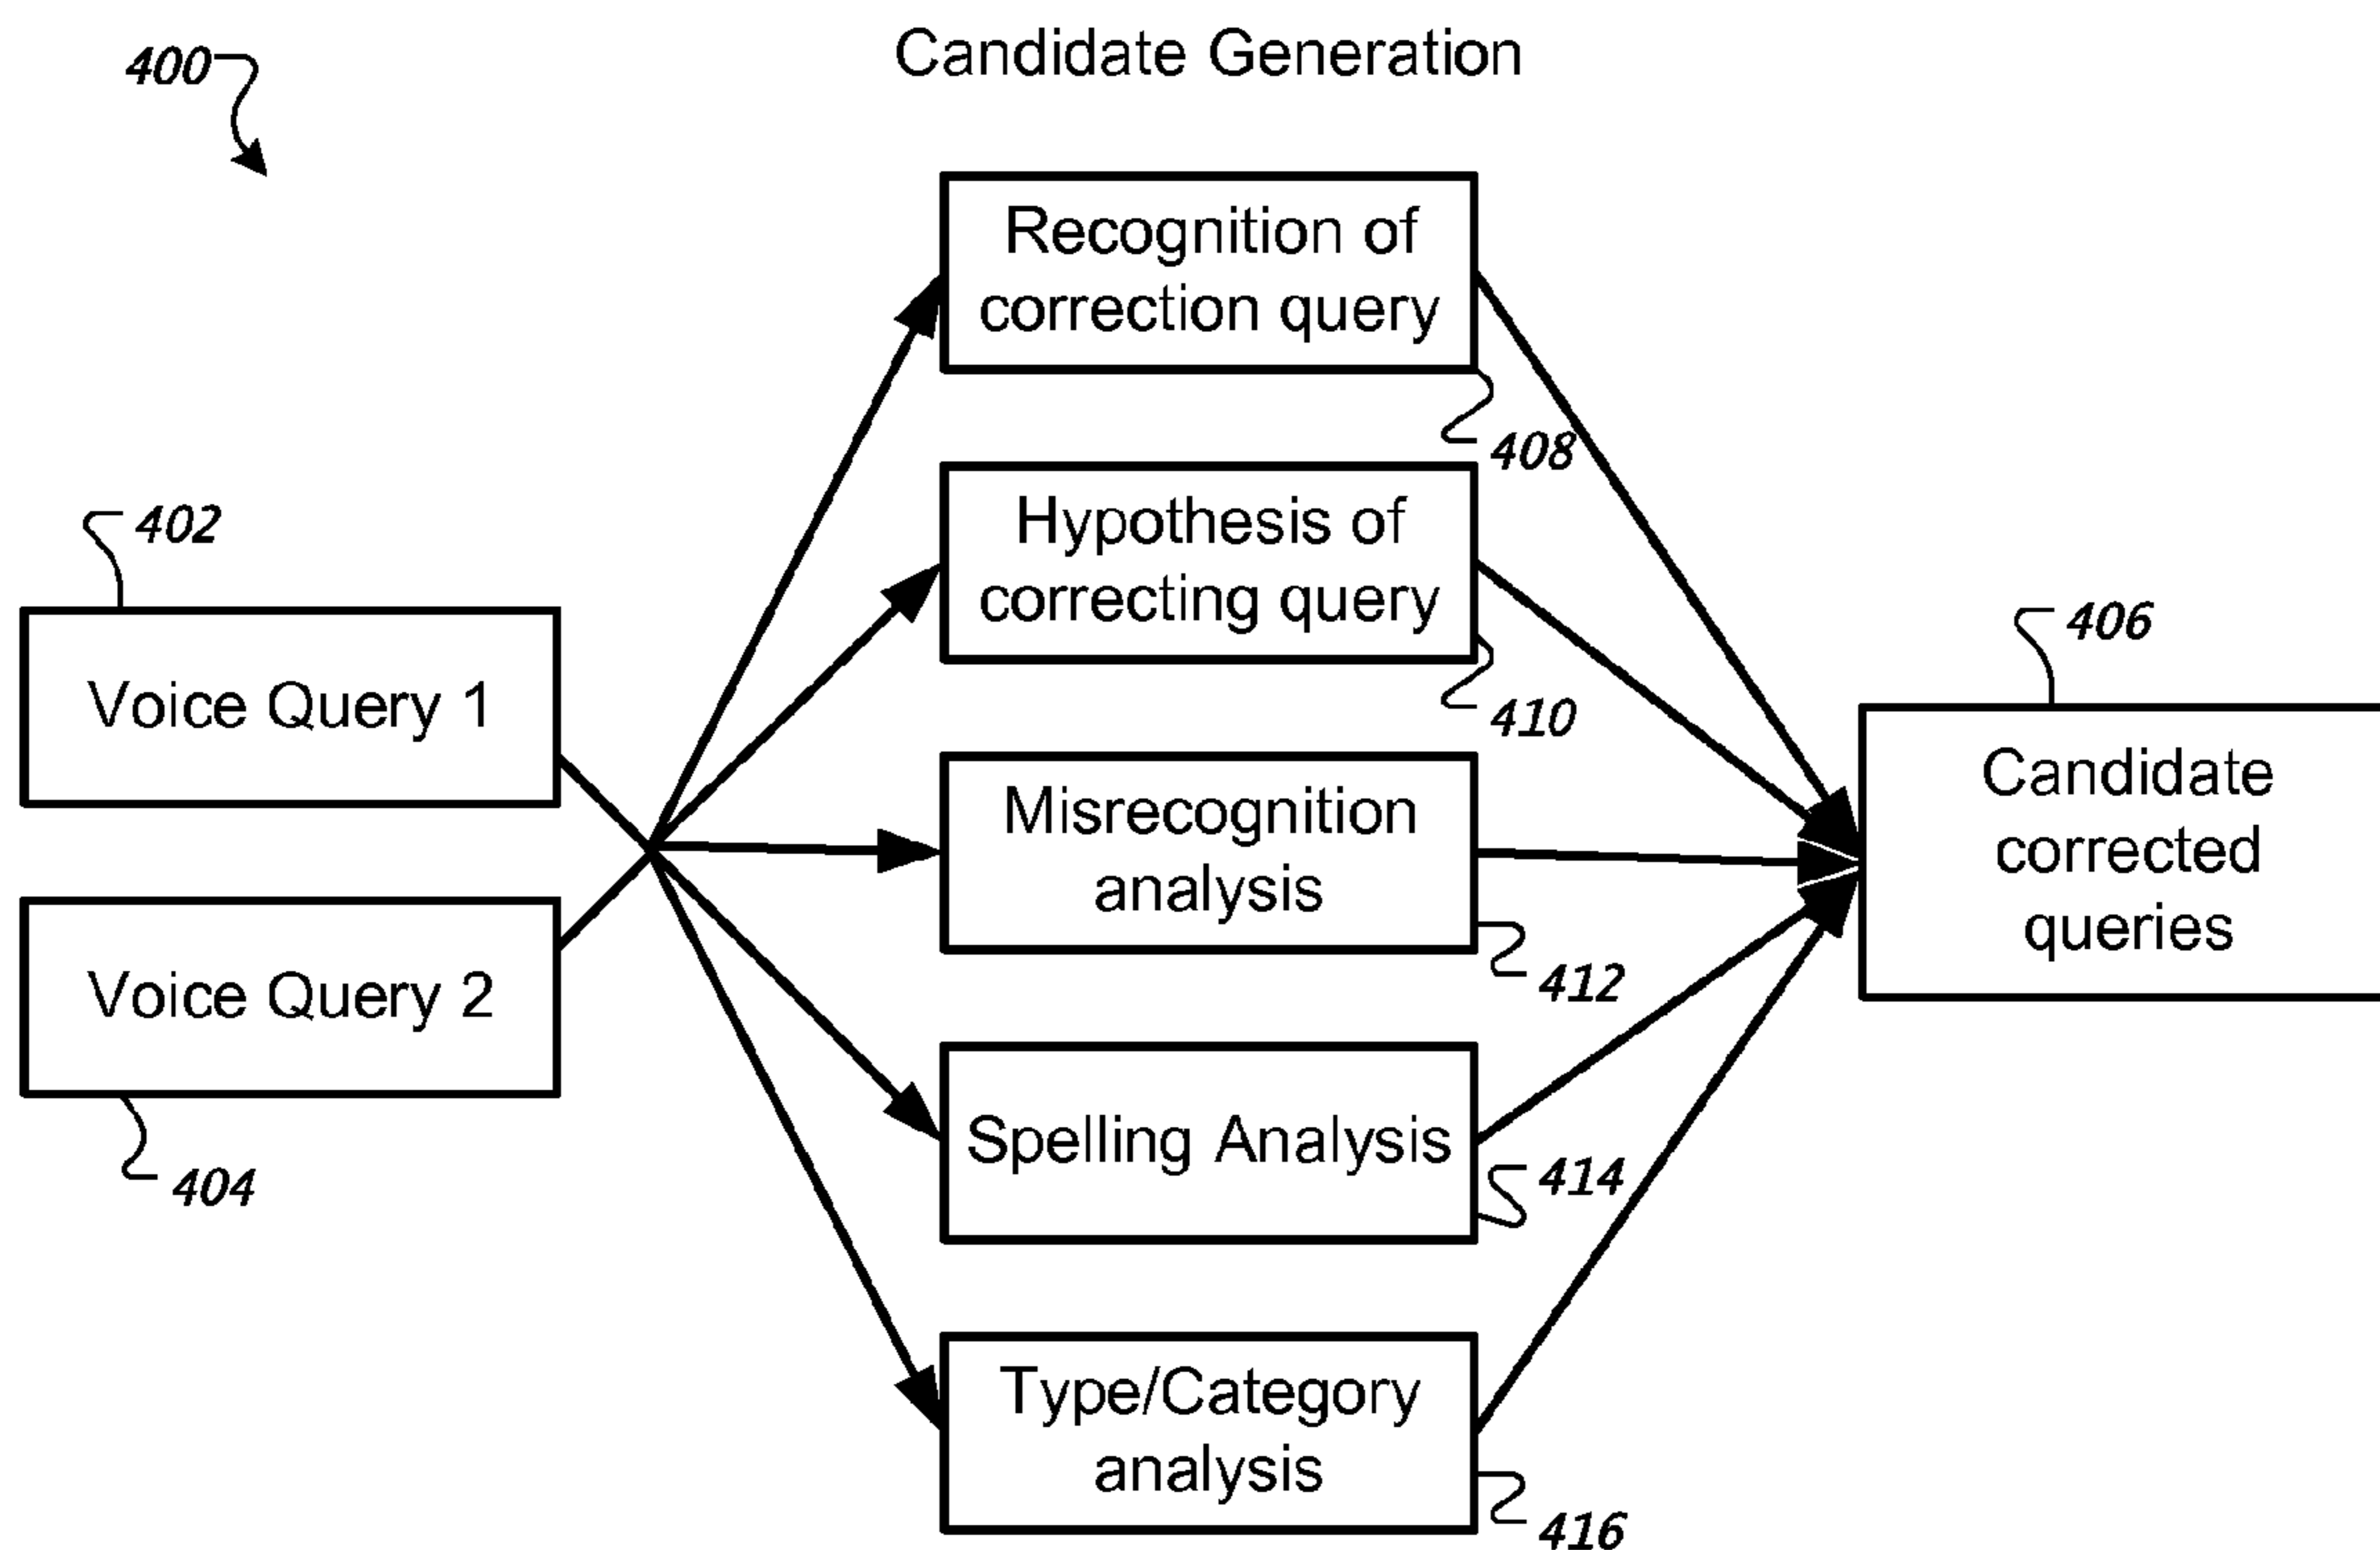 400
Candidate Generation
Recognition of
correction query
408
Hypothesis of
correcting query
410
402
Voice Query 1
Misrecognition
analysis
412
406
Candidate
corrected
queries
Voice Query 2
404
Spelling Analysis
414
Type/Category
analysis
416